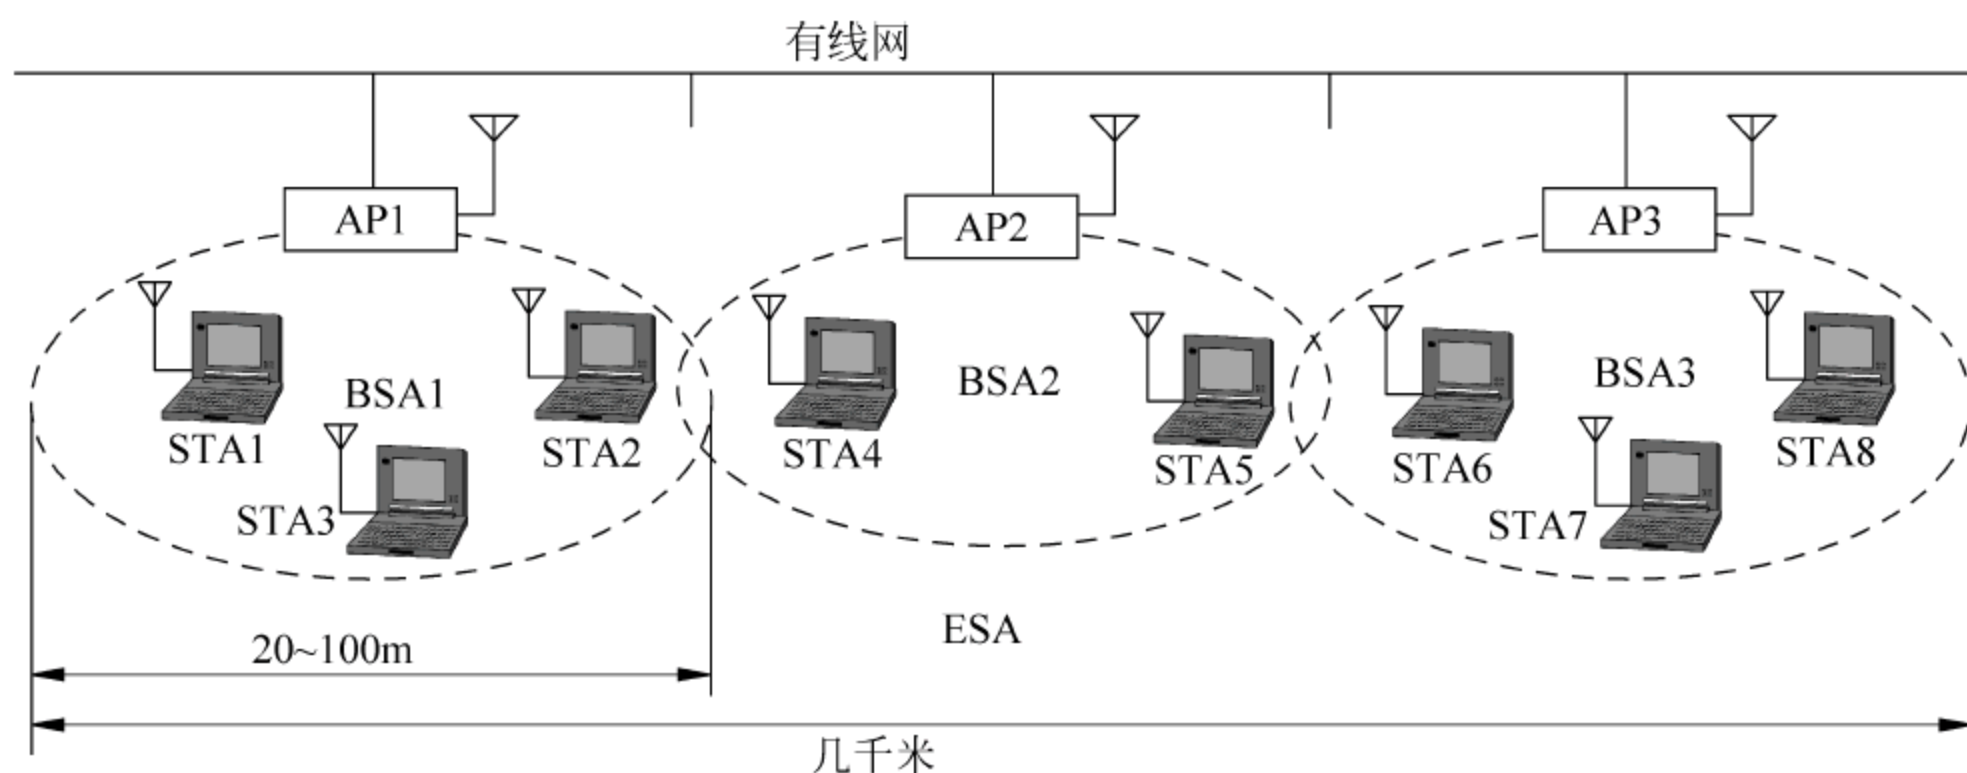 有线网
AP1
AP2
AP3
BSA1
BSA2
BSA3
STA1
STA2
STA3
STA4
STA5
STA6
STA7
STA8
ESA
20~100m
几千米